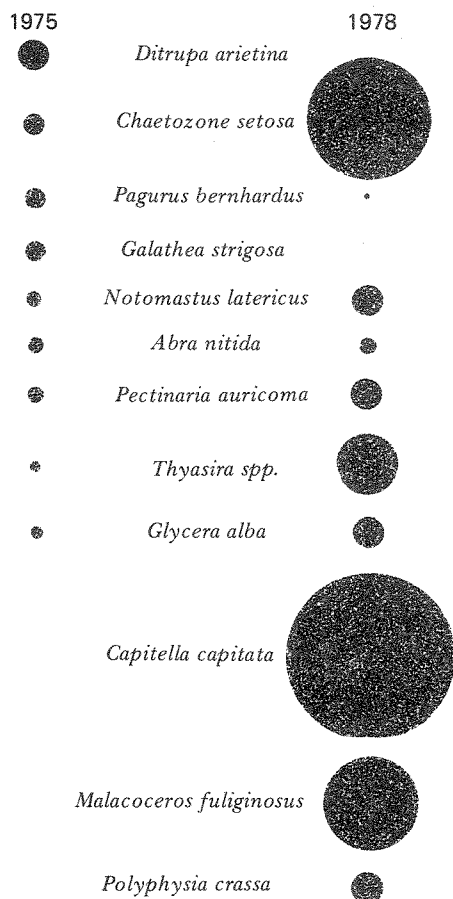 1975 1978
Ditrupa arietina
Chaetozone setosa
Pagurus bernhardus
Galathea strigosa
Notomastus latericus
Abra nitida
Pectinaria auricoma
Thyasira spp.
Glycera alba
Capitella capitata
Malacoceros fuliginosus
Polyphysia crassa